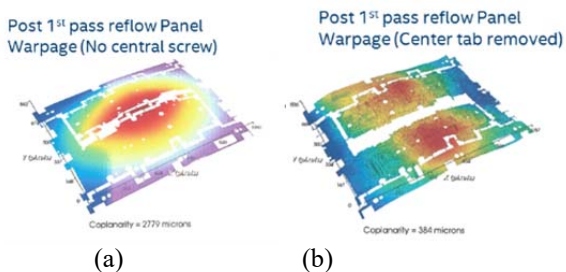 Post 1st pass reflow Panel
Warpage (No central screw)
Post 1st pass reflow Panel
Warpage (Center tab removed)
Coplanarity = 2779 microns
Coplanarity = 384 microns
(a)
(b)